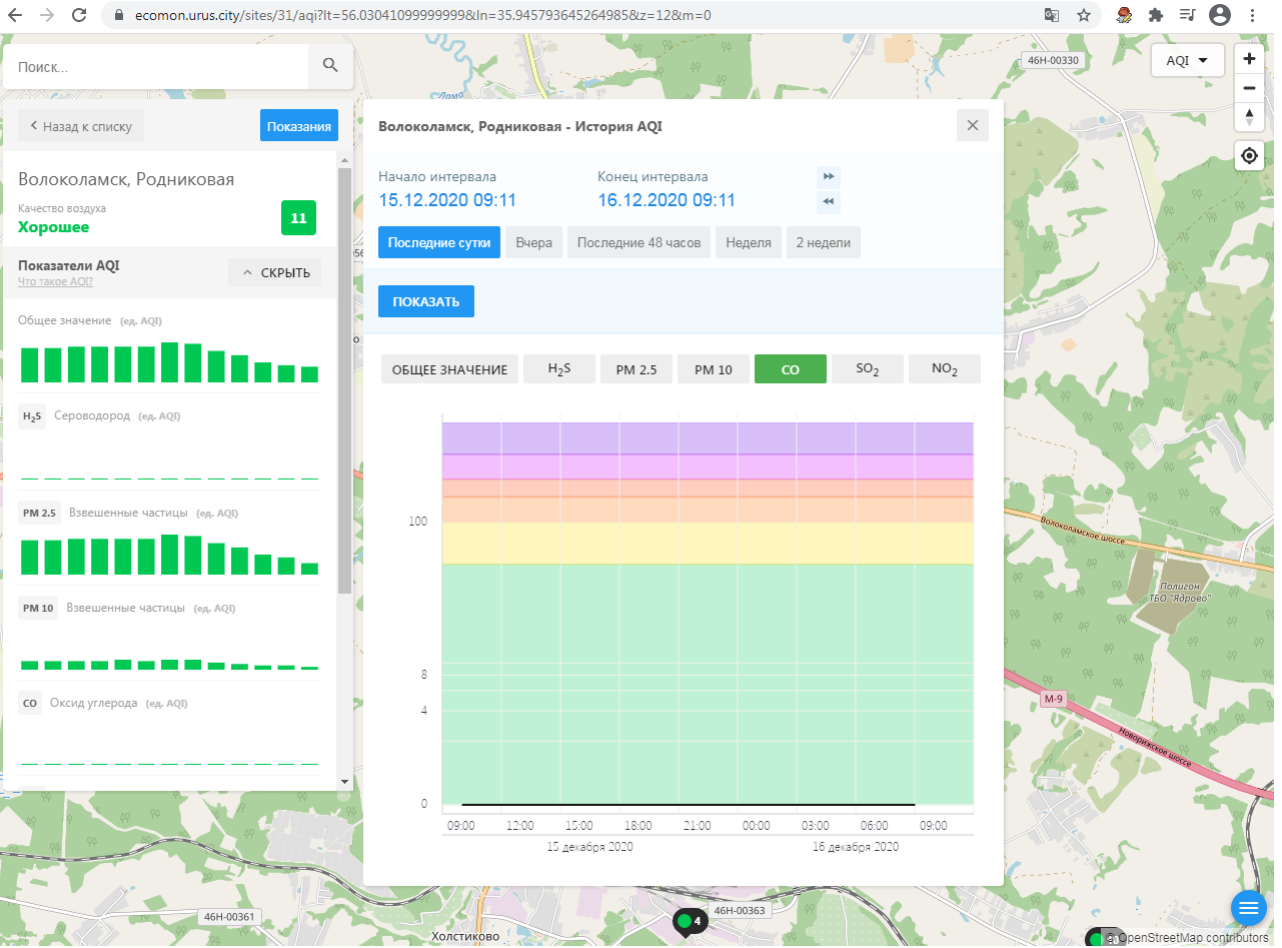 ecomon.urus.city/sites/31/aqi?lt=56.03041099999999&ln=35.945793645264985&z=12&m=0
Поиск...
Назад к списку
Показания
Волоколамск, Родниковая
Качество воздуха
Хорошее
11
Показатели AQI
Что такое AQI?
СКРЫТЬ
Общее значение (ед. AQI)
H2S Сероводород (ед. AQI)
PM 2.5 Взвешенные частицы (ед. AQI)
PM 10 Взвешенные частицы (ед. AQI)
CO Оксид углерода (ед. AQI)
Волоколамск, Родниковая - История AQI
Начало интервала
15.12.2020 09:11
Конец интервала
16.12.2020 09:11
Последние сутки
Вчера
Последние 48 часов
Неделя
2 недели
ПОКАЗАТЬ
ОБЩЕЕ ЗНАЧЕНИЕ
H2S
PM 2.5
PM 10
CO
SO2
NO2
100
8
4
0
09:00 12:00 15:00 18:00 21:00 00:00 03:00 06:00 09:00
15 декабря 2020 16 декабря 2020
46Н-00330
AQI
Волоколамское шоссе
Полигон
ТБО "Ядрово"
М-9
Новорижское шоссе
46Н-00361
4
46Н-00363
Холстиково
© OpenStreetMap contributors